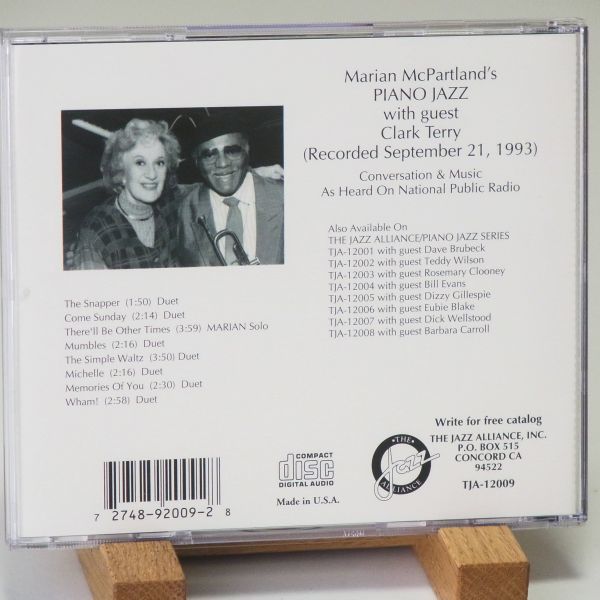 Marian McPartland's
PIANO JAZZ
with guest
Clark Terry
(Recorded September 21, 1993)
Conversation & Music
As Heard On National Public Radio
Also Available On
THE JAZZ ALLIANCE/PIANO JAZZ SERIES
TJA-12001 with guest Dave Brubeck
TJA-12002 with guest Teddy Wilson
TJA-12003 with guest Rosemary Clooney
TJA-12004 with guest Bill Evans
TJA-12005 with guest Dizzy Gillespie
TJA-12006 with guest Eubie Blake
TJA-12007 with guest Dick Wellstood
TJA-12008 with guest Barbara Carroll
The Snapper (1:50) Duet
Come Sunday (2:14) Duet
There'll Be Other Times (3:59) MARIAN Solo
Mumbles (2:16) Duet
The Simple Waltz (3:50) Duet
Michelle (2:16) Duet
Memories Of You (2:30) Duet
Wham! (2:58) Duet
7 2748-92009-2 8
COMPACT
disc
DIGITAL AUDIO
Made in U.S.A.
THE
Jazz
ALLIANCE
Write for free catalog
THE JAZZ ALLIANCE, INC.
P.O. BOX 515
CONCORD CA
94522
TJA-12009